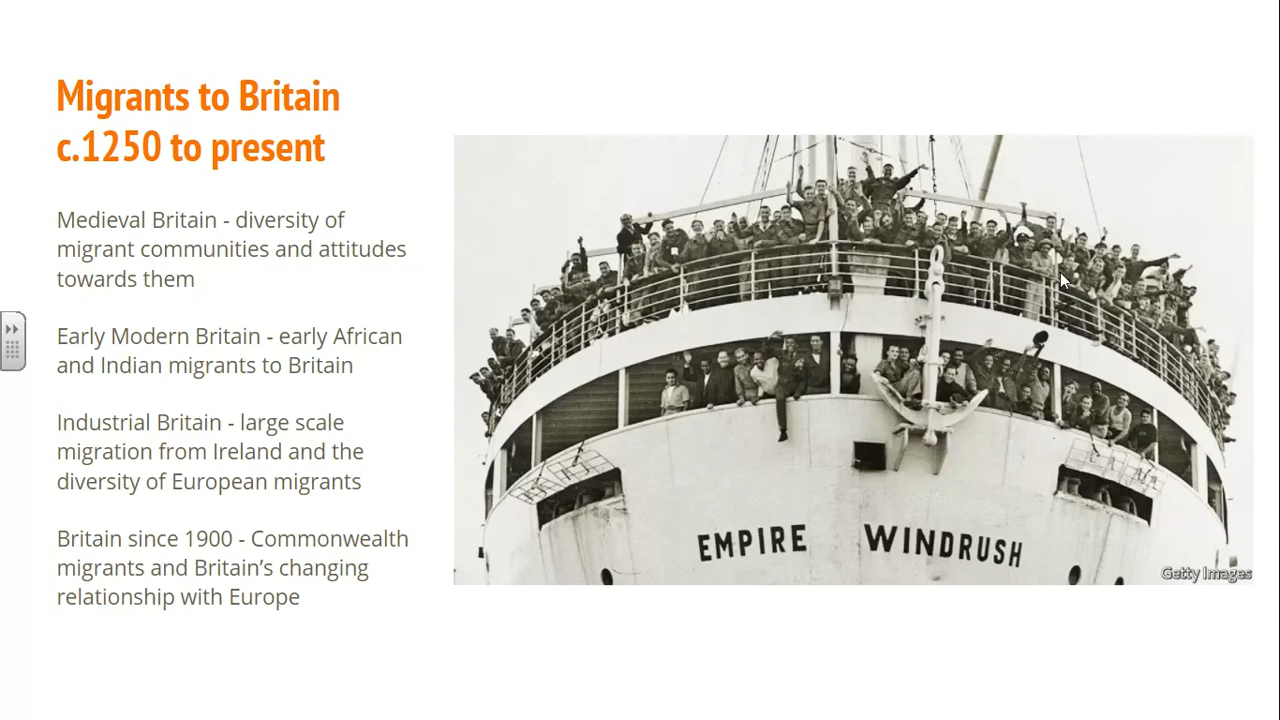 Migrants to Britain
c.1250 to present
Medieval Britain - diversity of
migrant communities and attitudes
towards them
Early Modern Britain - early African
and Indian migrants to Britain
Industrial Britain - large scale
migration from Ireland and the
diversity of European migrants
Britain since 1900 - Commonwealth
migrants and Britain's changing
relationship with Europe
EMPIRE WINDRUSH
Getty Images